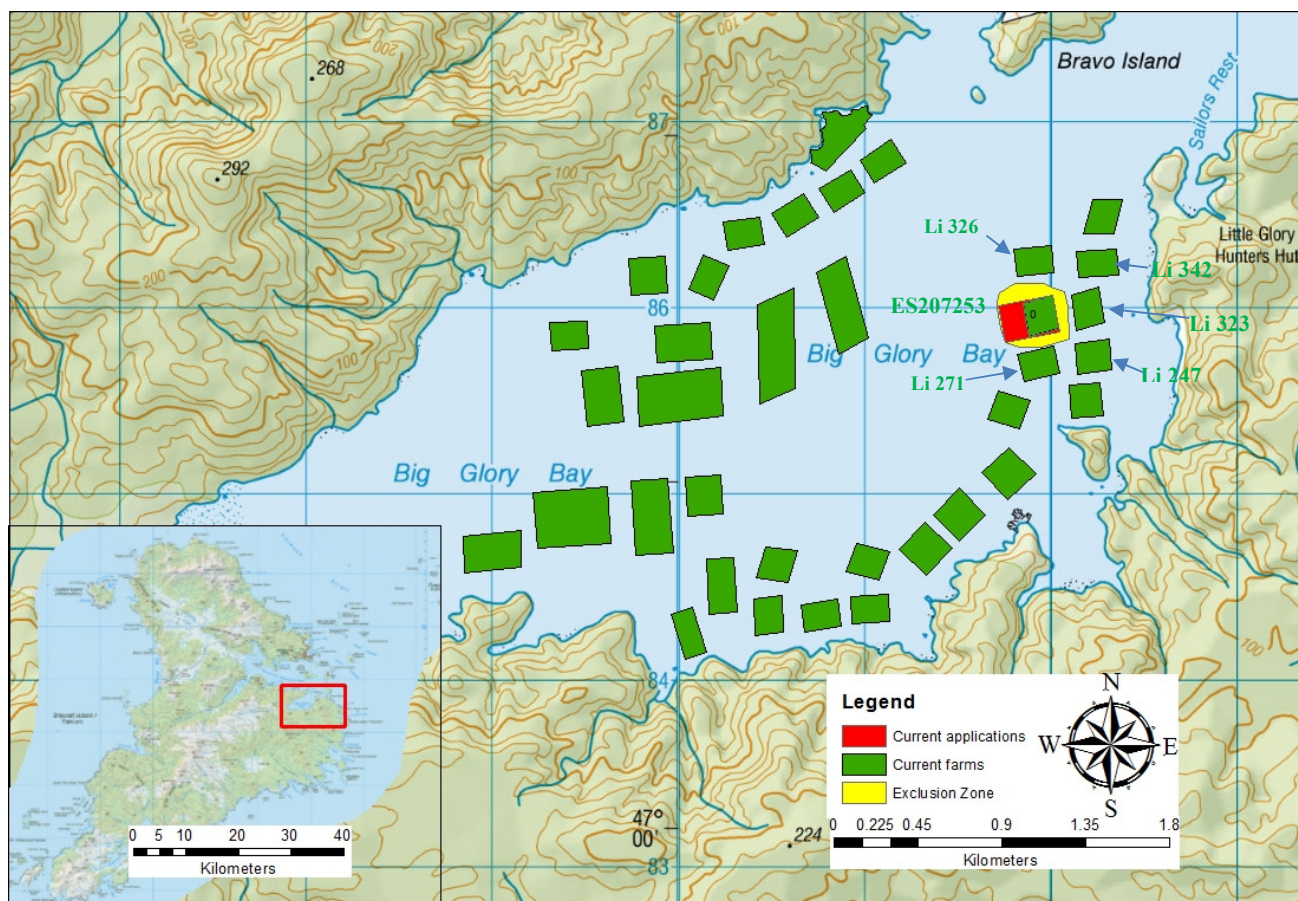 100
200
268
Bravo Island
Sailors Rest
87
292
100
100
Little Glory
Hunters Hut
Li 326
Li 342
200
86
ES207253
0
Li 323
Big Glory Bay
100
Li 271
Li 247
Big Glory Bay
84
47°
00'
224
83
Legend
Current applications
Current farms
Exclusion Zone
N
W
E
S
0 0.225 0.45 0.9 1.35 1.8
Kilometers
0 5 10 20 30 40
Kilometers